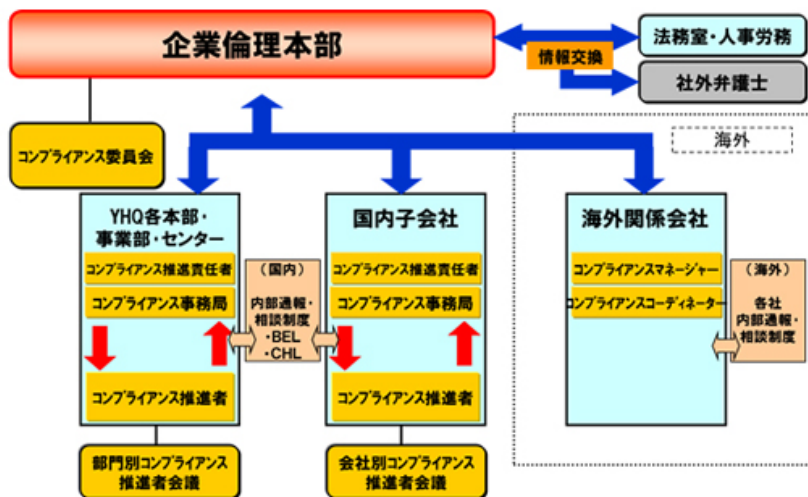 企業倫理本部
法務室・人事労務
情報交換
社外弁護士
コンプライアンス委員会
海外
YHQ各本部・
事業部・センター
コンプライアンス推進責任者
コンプライアンス事務局
コンプライアンス推進者
部門別コンプライアンス
推進者会議
（国内）
内部通報・
相談制度
・BEL
・CHL
国内子会社
コンプライアンス推進責任者
コンプライアンス事務局
コンプライアンス推進者
会社別コンプライアンス
推進者会議
海外関係会社
コンプライアンスマネージャー
コンプライアンスコーディネーター
（海外）
各社
内部通報・
相談制度